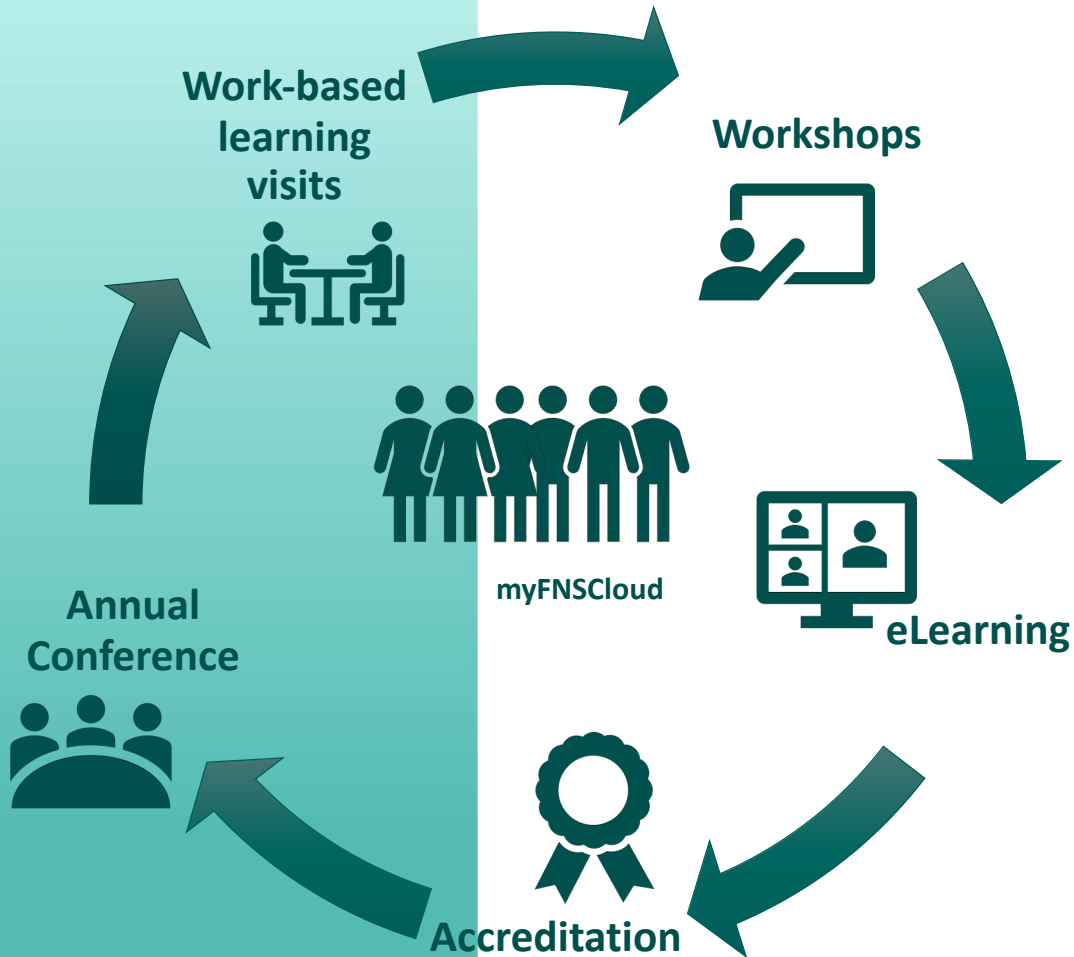 Work-based
learning
visits
Workshops
myFNSCloud
eLearning
Annual
Conference
Accreditation